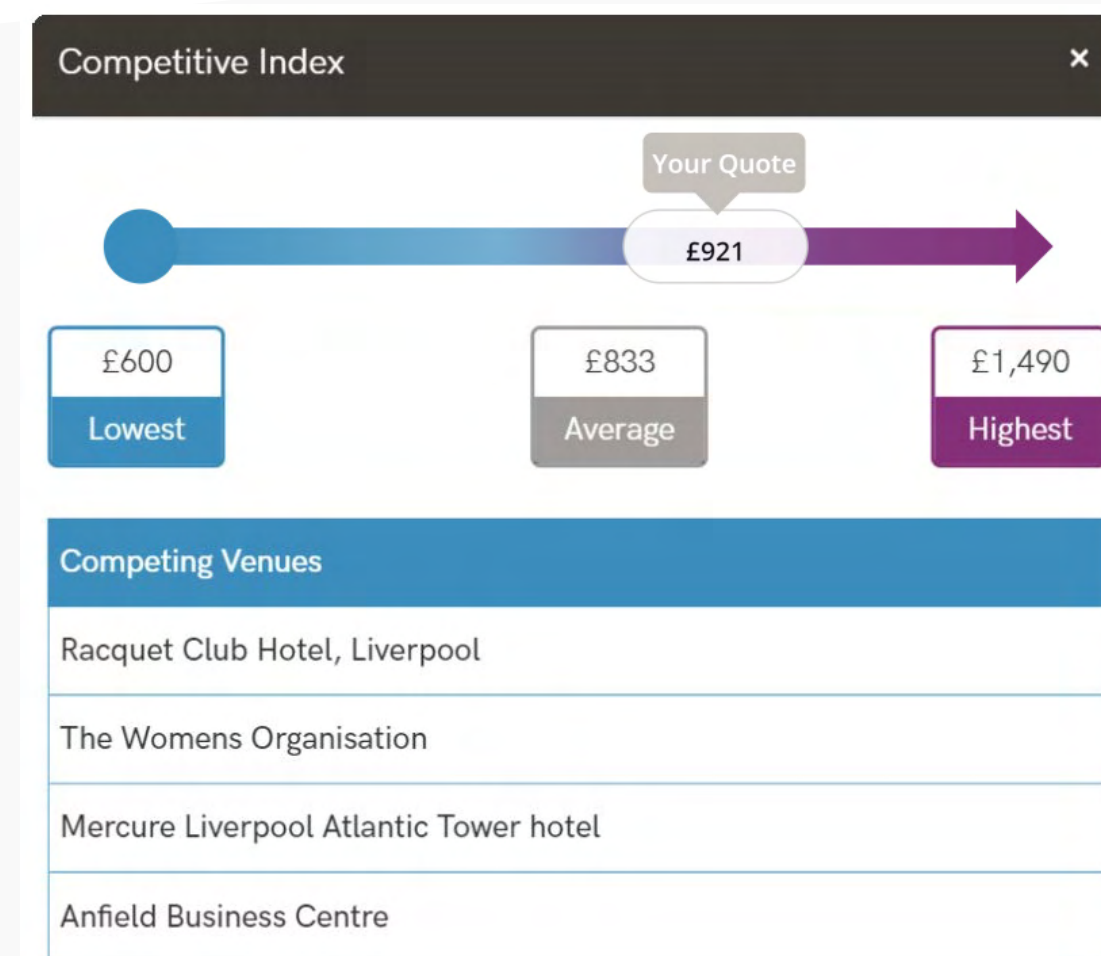 Competitive Index ×
Your Quote
£921
£600 £833 £1,490
Lowest Average Highest
Competing Venues
Racquet Club Hotel, Liverpool
The Womens Organisation
Mercure Liverpool Atlantic Tower hotel
Anfield Business Centre